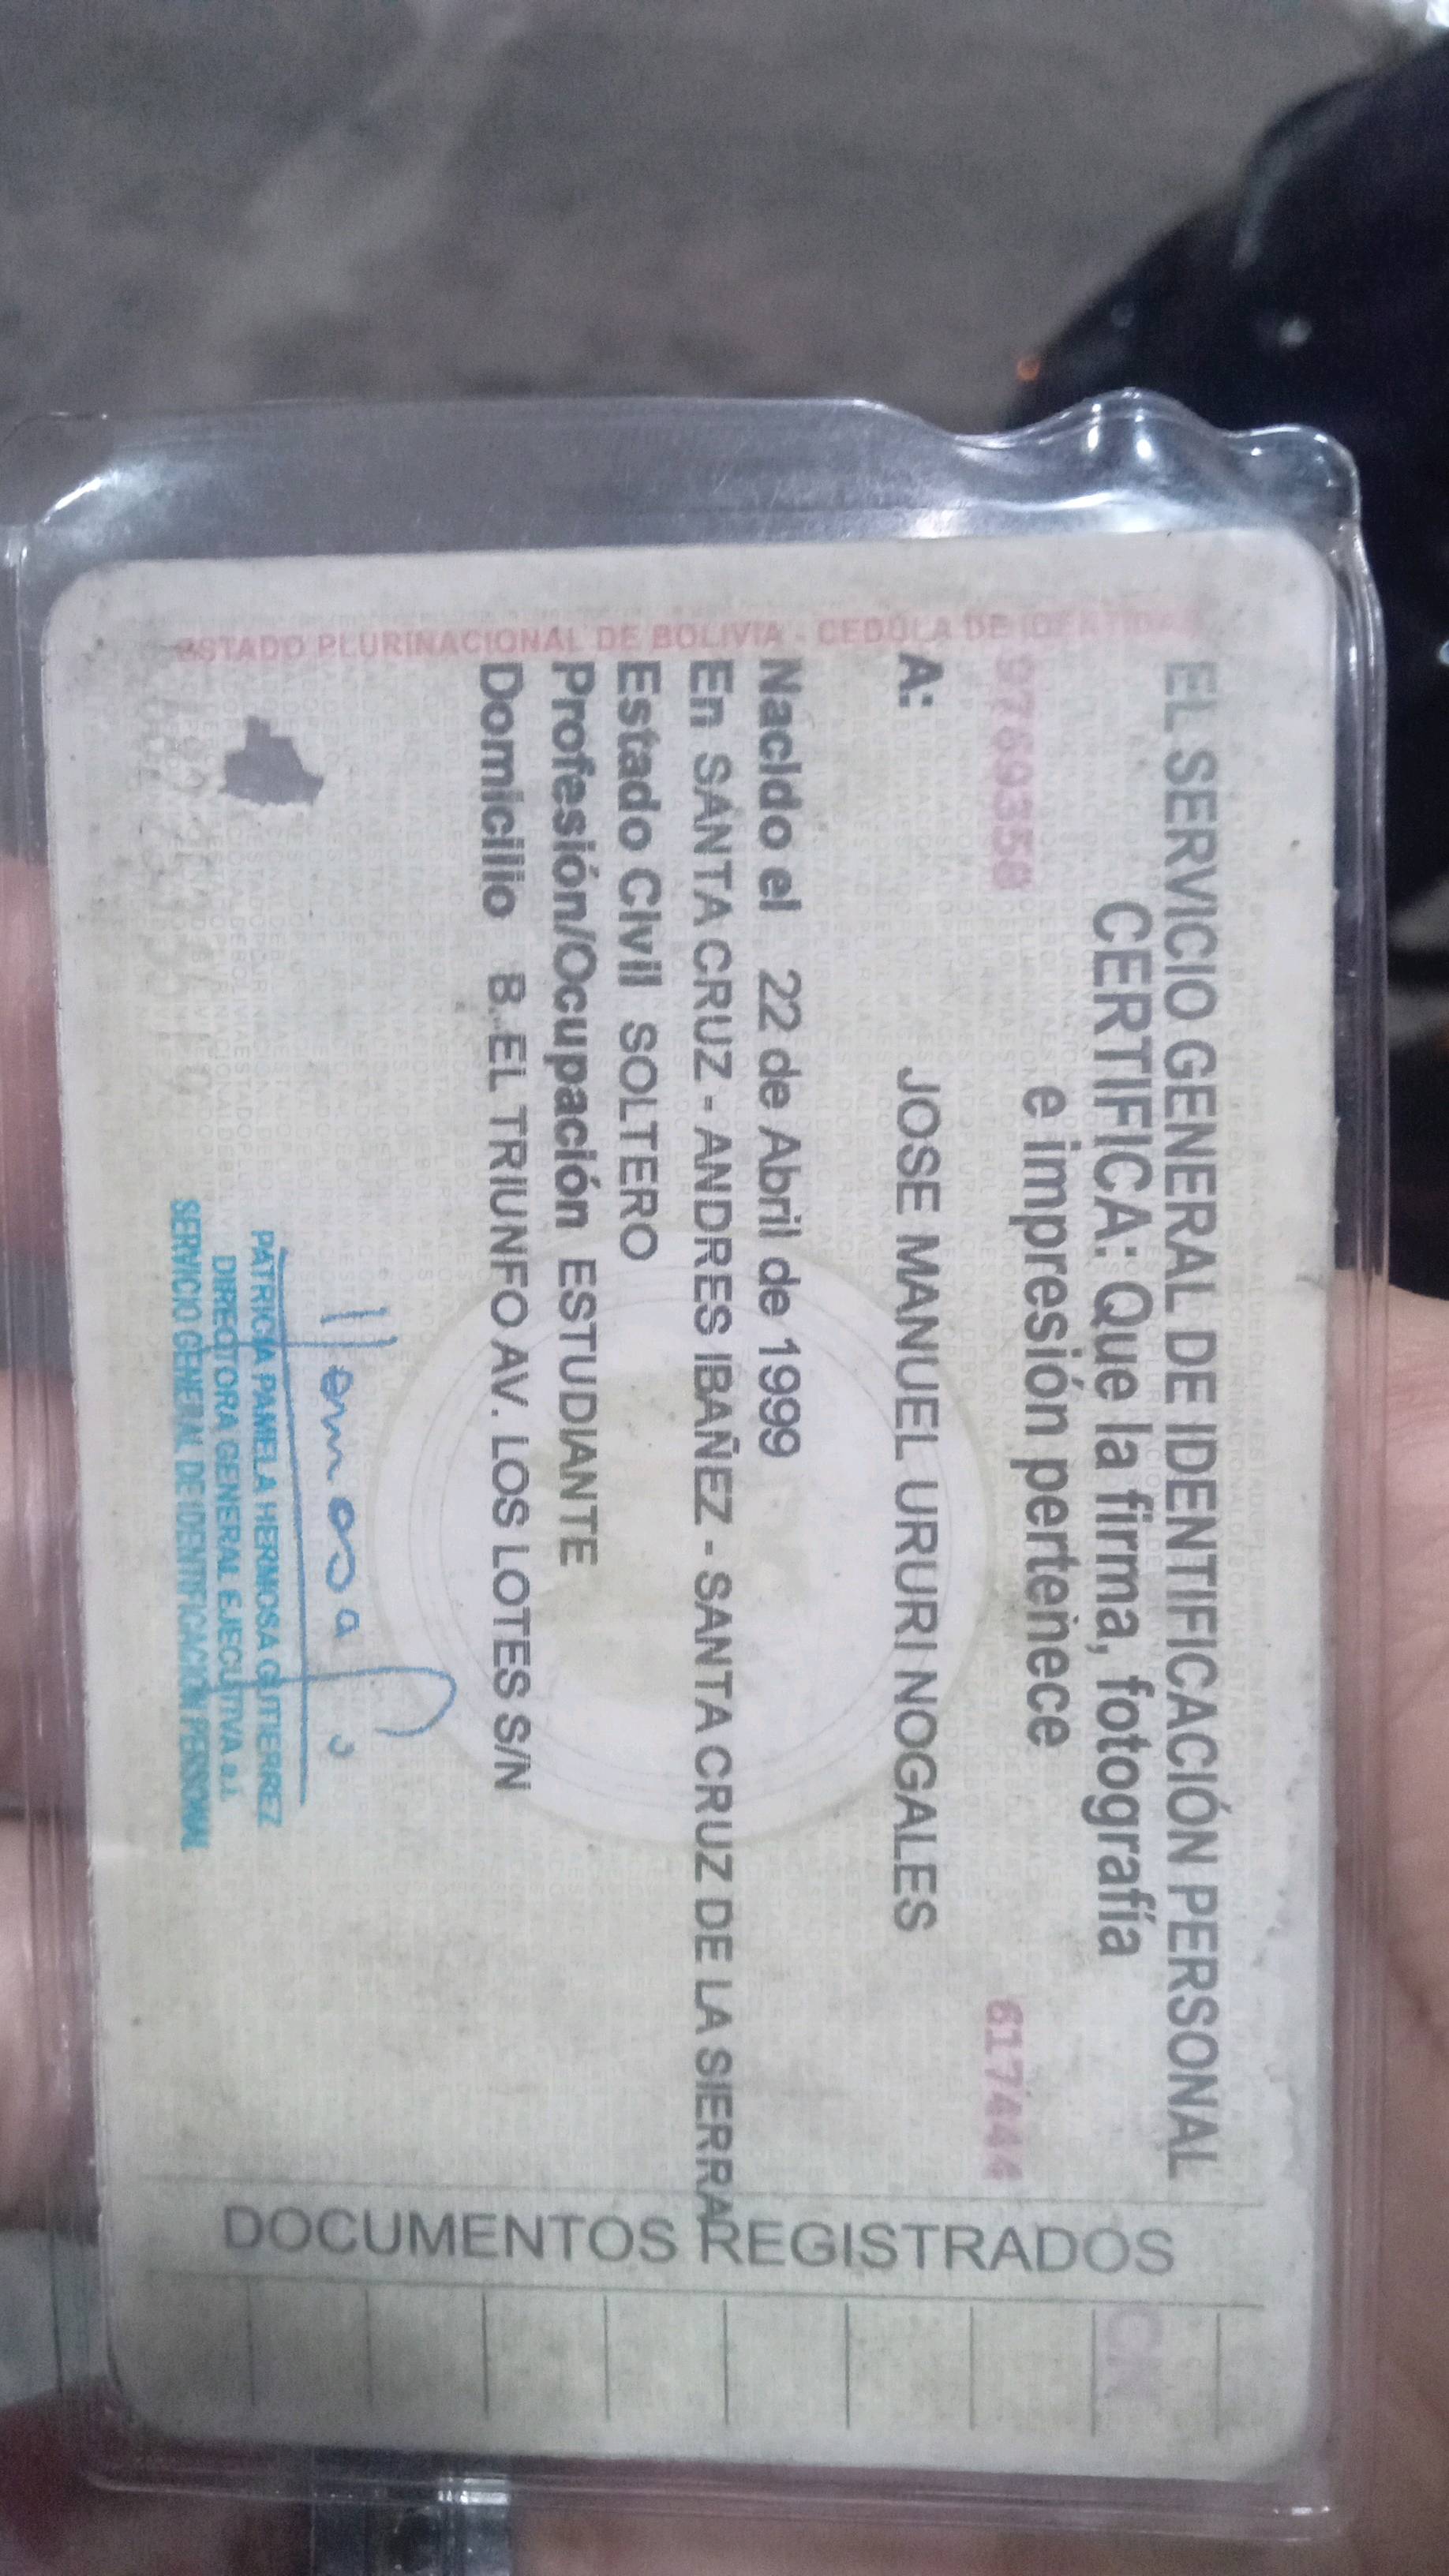 ESTADO PLURINACIONAL DE BOLIVIA - CEDULA DE IDENTIDAD
EL SERVICIO GENERAL DE IDENTIFICACIÓN PERSONAL
CERTIFICA: Que la firma, fotografía
e impresión pertenece
9769358 617444
A: JOSE MANUEL URURI NOGALES
Nacido el 22 de Abril de 1999
En SANTA CRUZ - ANDRES IBAÑEZ - SANTA CRUZ DE LA SIERRA
Estado Civil SOLTERO
Profesión/Ocupación ESTUDIANTE
Domicilio B. EL TRIUNFO AV. LOS LOTES S/N
PATRICIA PAMELA HERMOSA GUTIERREZ
DIRECTORA GENERAL EJECUTIVA a.i.
SERVICIO GENERAL DE IDENTIFICACIÓN PERSONAL
DOCUMENTOS REGISTRADOS